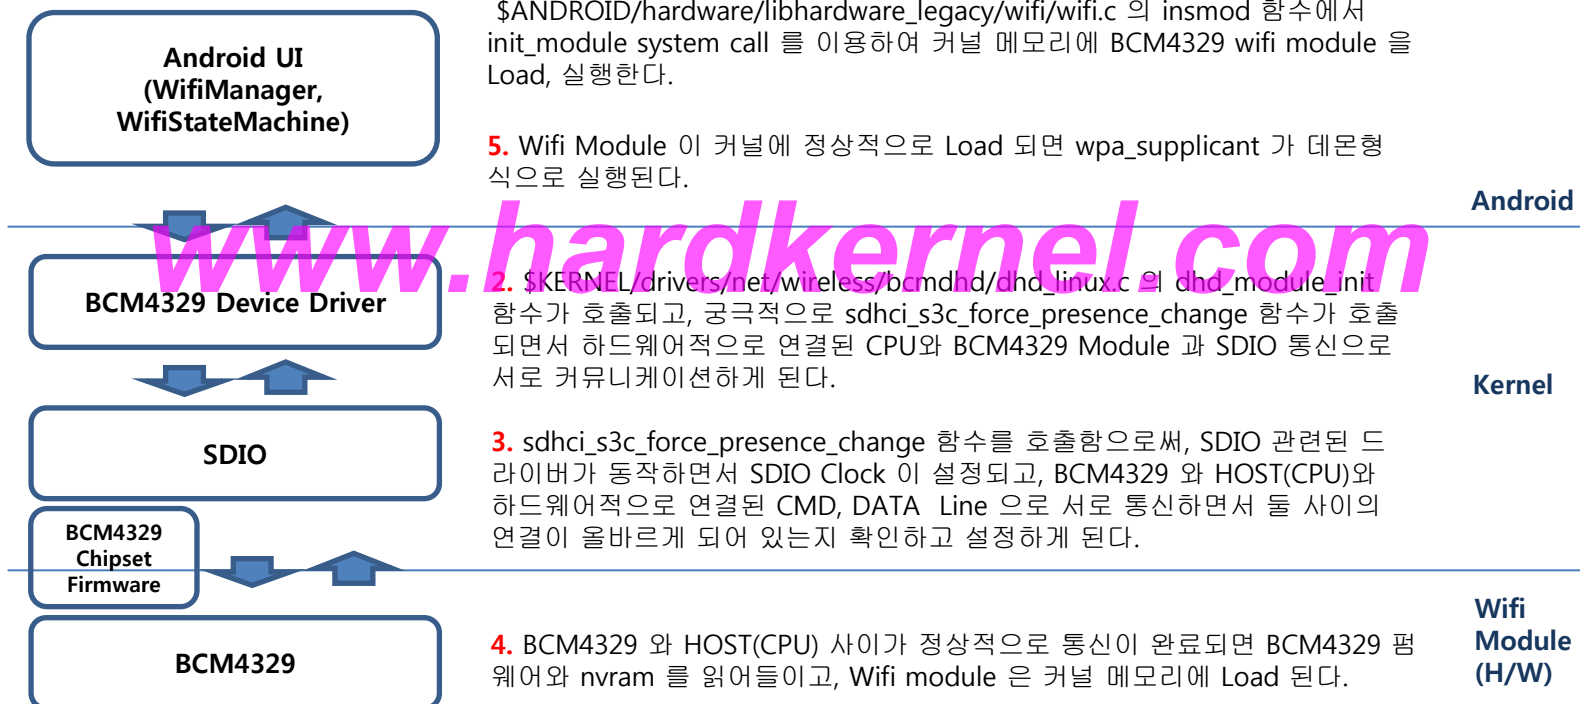 $ANDROID/hardware/libhardware_legacy/wifi/wifi.c 의 insmod 함수에서
init_module system call 를 이용하여 커널 메모리에 BCM4329 wifi module 을
Load, 실행한다.
Android UI
(WifiManager,
WifiStateMachine)
5. Wifi Module 이 커널에 정상적으로 Load 되면 wpa_supplicant 가 데몬형
식으로 실행된다.
Android
www.hardkernel.com
BCM4329 Device Driver
2. $KERNEL/drivers/net/wireless/bcmdhd/dhd_linux.c 의 dhd_module_init
함수가 호출되고, 궁극적으로 sdhci_s3c_force_presence_change 함수가 호출
되면서 하드웨어적으로 연결된 CPU와 BCM4329 Module 과 SDIO 통신으로
서로 커뮤니케이션하게 된다.
Kernel
SDIO
3. sdhci_s3c_force_presence_change 함수를 호출함으로써, SDIO 관련된 드
라이버가 동작하면서 SDIO Clock 이 설정되고, BCM4329 와 HOST(CPU)와
하드웨어적으로 연결된 CMD, DATA Line 으로 서로 통신하면서 둘 사이의
연결이 올바르게 되어 있는지 확인하고 설정하게 된다.
BCM4329
Chipset
Firmware
BCM4329
4. BCM4329 와 HOST(CPU) 사이가 정상적으로 통신이 완료되면 BCM4329 펌
웨어와 nvram 를 읽어들이고, Wifi module 은 커널 메모리에 Load 된다.
Wifi
Module
(H/W)